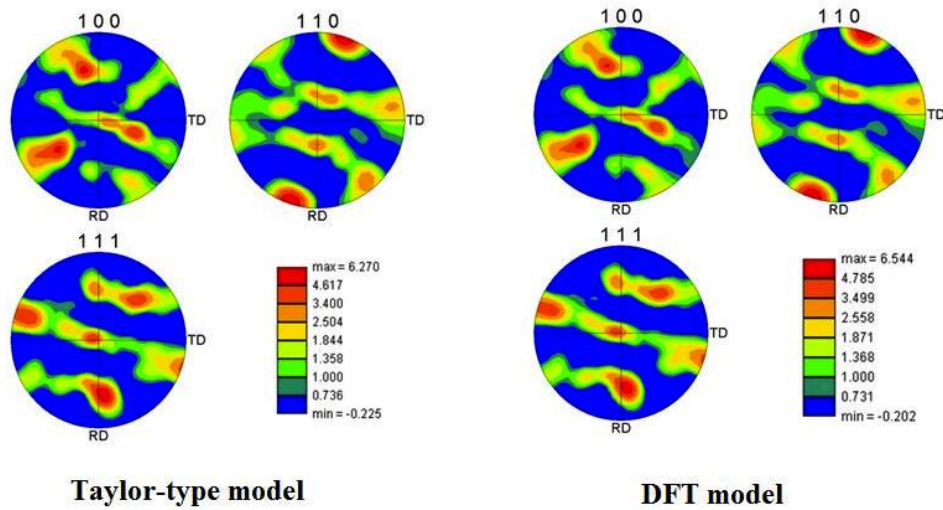 1 0 0
1 1 0
TD
TD
RD
RD
1 1 1
TD
RD
max = 6.270
4.617
3.400
2.504
1.844
1.358
1.000
0.736
min = -0.225
Taylor-type model
1 0 0
1 1 0
TD
TD
RD
RD
1 1 1
TD
RD
max = 6.544
4.785
3.499
2.558
1.871
1.368
1.000
0.731
min = -0.202
DFT model